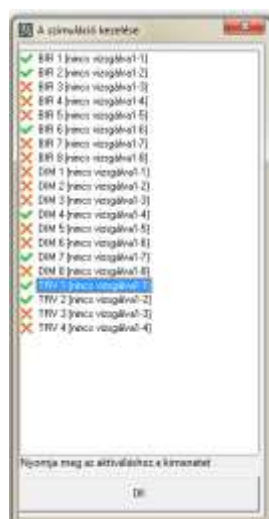 A szimuláció kezelése
BIR 1 [nincs vizsgálva1-1]
BIR 2 [nincs vizsgálva1-2]
BIR 3 [nincs vizsgálva1-3]
BIR 4 [nincs vizsgálva1-4]
BIR 5 [nincs vizsgálva1-5]
BIR 6 [nincs vizsgálva1-6]
BIR 7 [nincs vizsgálva1-7]
BIR 8 [nincs vizsgálva1-8]
DIM 1 [nincs vizsgálva1-1]
DIM 2 [nincs vizsgálva1-2]
DIM 3 [nincs vizsgálva1-3]
DIM 4 [nincs vizsgálva1-4]
DIM 5 [nincs vizsgálva1-5]
DIM 6 [nincs vizsgálva1-6]
DIM 7 [nincs vizsgálva1-7]
DIM 8 [nincs vizsgálva1-8]
TRV 1 [nincs vizsgálva1-1]
TRV 2 [nincs vizsgálva1-2]
TRV 3 [nincs vizsgálva1-3]
TRV 4 [nincs vizsgálva1-4]
Nyomja meg az aktiváláshoz a kimenetet
OK